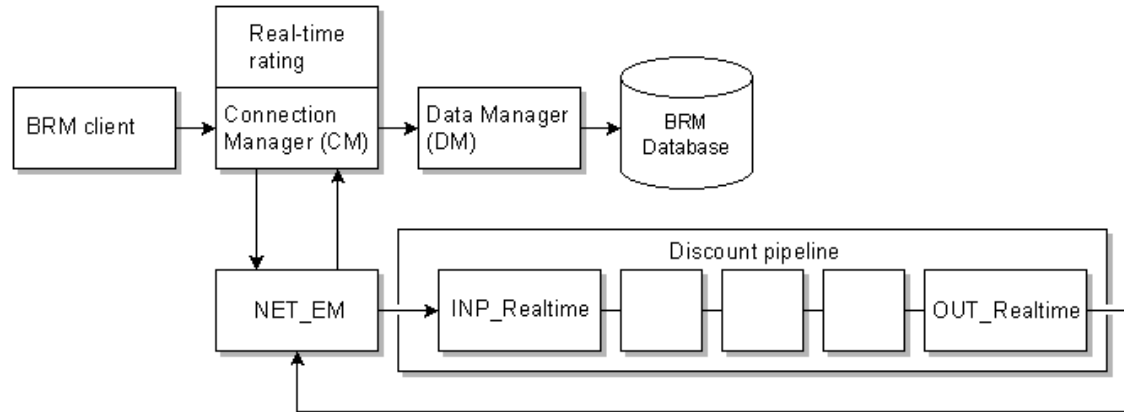 Real-time
rating
BRM client
Connection
Manager (CM)
Data Manager
(DM)
BRM
Database
Discount pipeline
NET_EM
INP_Realtime
OUT_Realtime